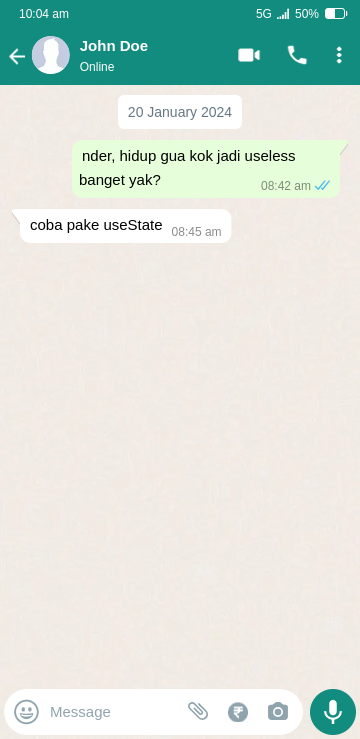 10:04 am 5G 50%
John Doe
Online
20 January 2024
nder, hidup gua kok jadi useless
banget yak?
08:42 am
coba pake useState
08:45 am
Message